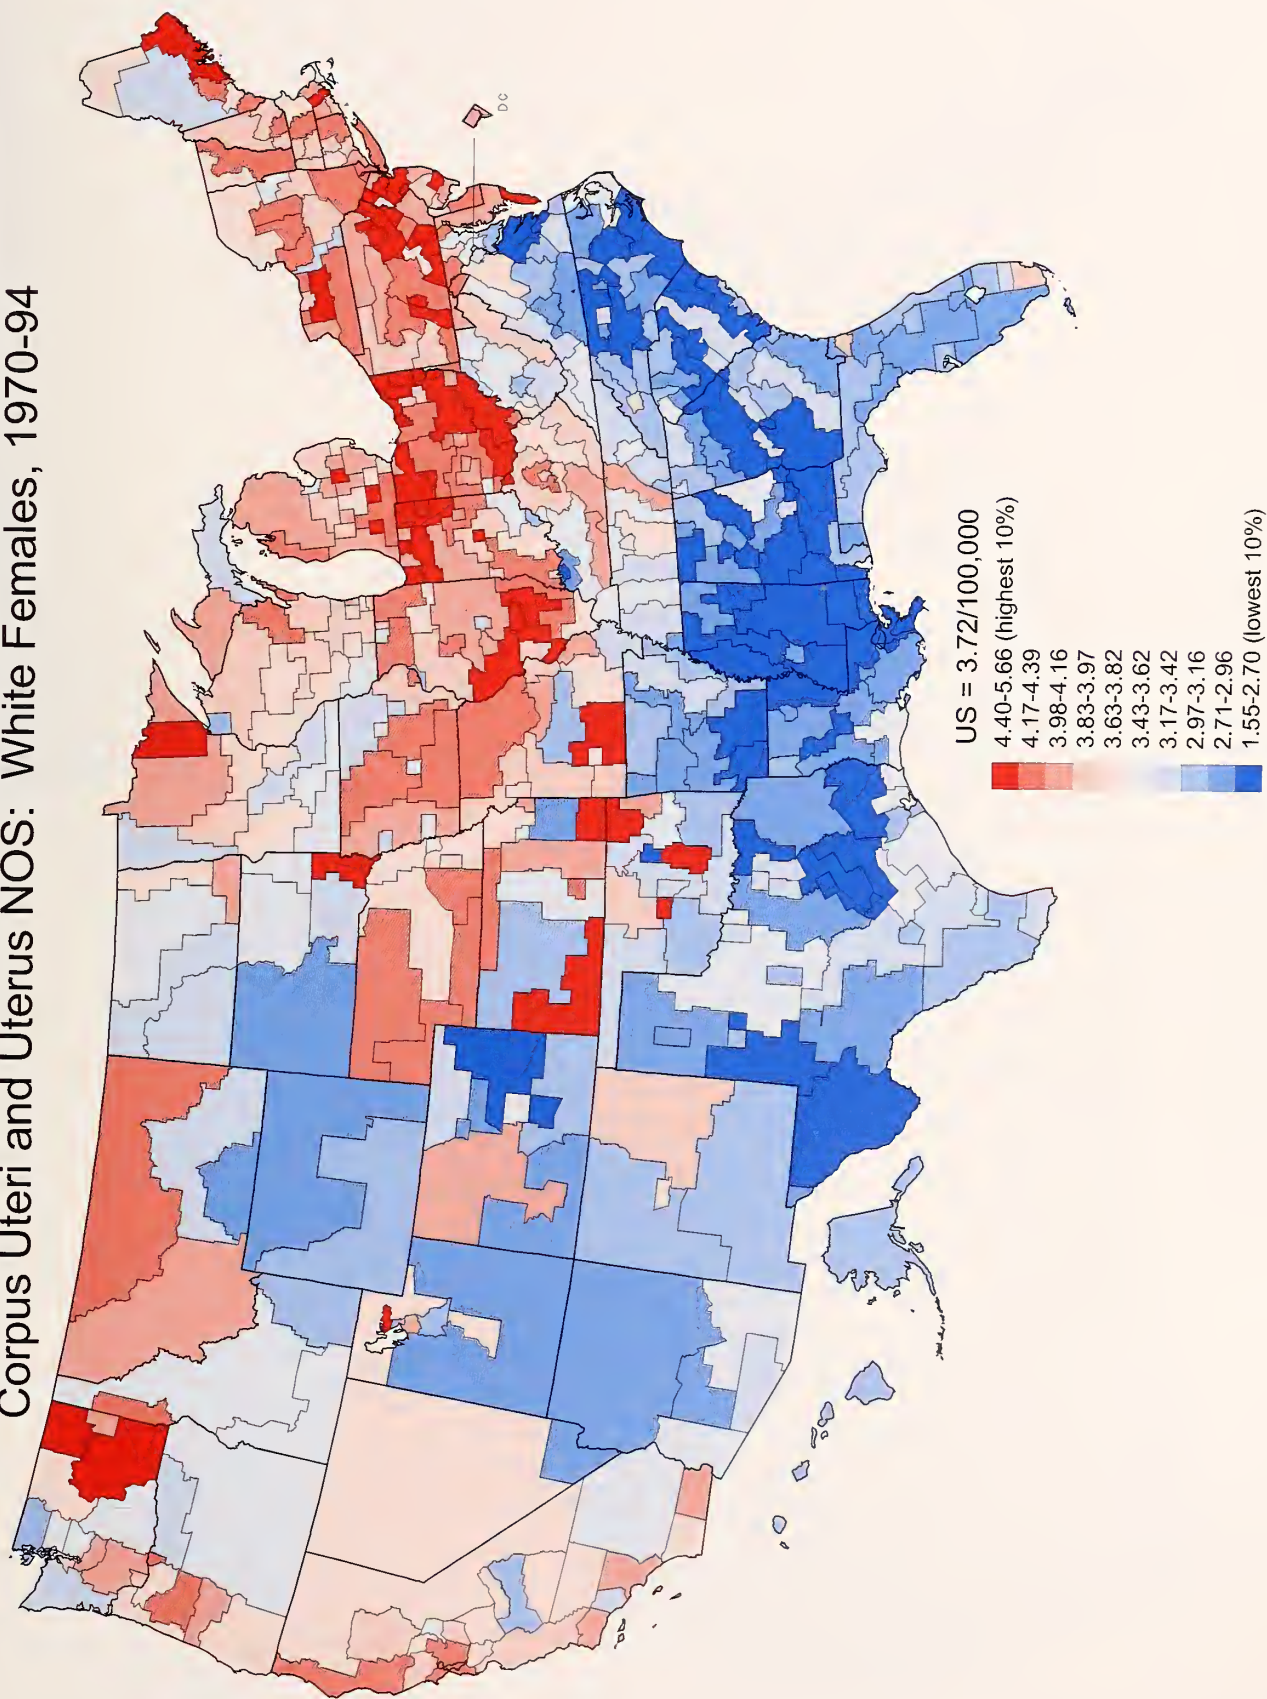 Corpus Uteri and Uterus NOS: White Females, 1970-94
DC
US = 3.72/100,000
4.40-5.66 (highest 10%)
4.17-4.39
3.98-4.16
3.83-3.97
3.63-3.82
3.43-3.62
3.17-3.42
2.97-3.16
2.71-2.96
1.55-2.70 (lowest 10%)